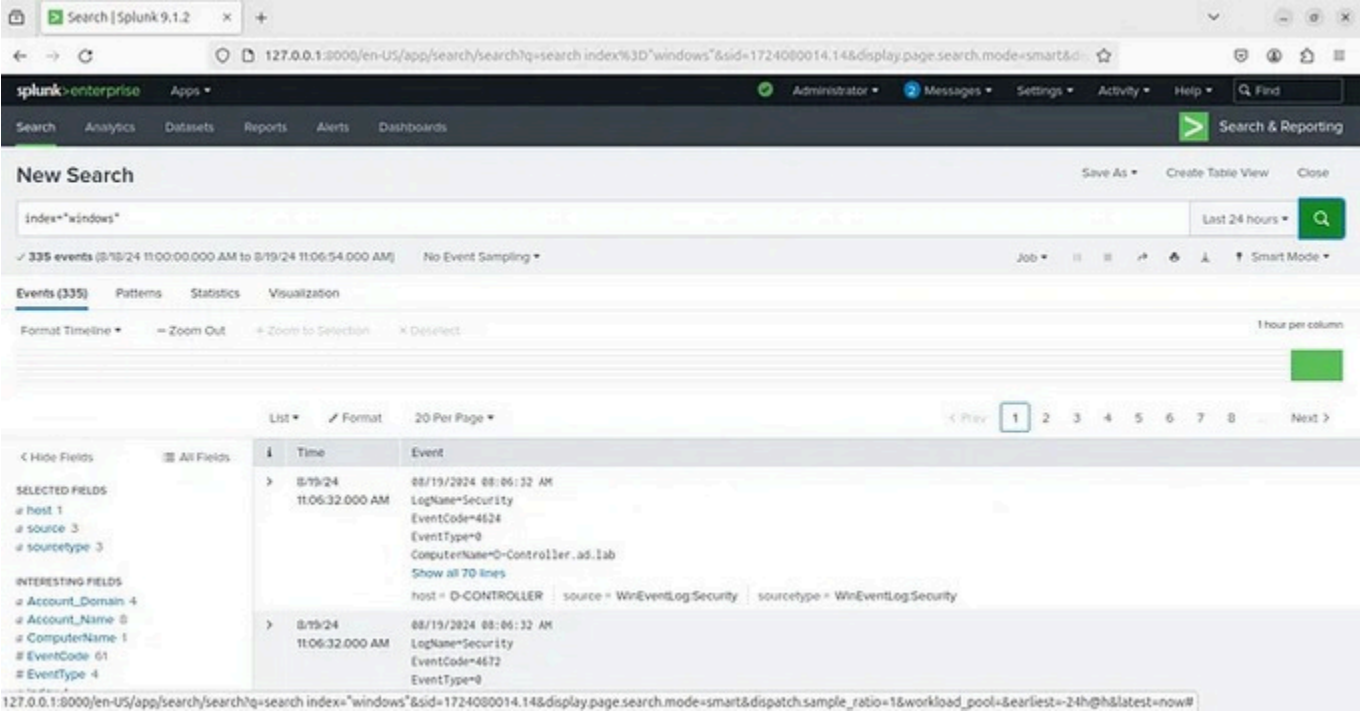 Search | Splunk 9.1.2
127.0.0.1:8000/en-US/app/search/search?q=search index%3D"windows"&sid=1724080014.14&display.page.search.mode=smart&di
splunk>enterprise Apps Administrator 2 Messages Settings Activity Help Find
Search Analytics Datasets Reports Alerts Dashboards Search & Reporting
New Search Save As Create Table View Close
index="windows" Last 24 hours
✓ 335 events (8/18/24 11:00:00.000 AM to 8/19/24 11:06:54.000 AM) No Event Sampling Job Smart Mode
Events (335) Patterns Statistics Visualization
Format Timeline – Zoom Out + Zoom to Selection × Deselect 1 hour per column
List Format 20 Per Page < Prev 1 2 3 4 5 6 7 8 ... Next >
< Hide Fields All Fields i Time Event
SELECTED FIELDS
a host 1
a source 3
a sourcetype 3
INTERESTING FIELDS
a Account_Domain 4
a Account_Name 8
a ComputerName 1
# EventCode 61
# EventType 4
> 8/19/24 11:06:32.000 AM
08/19/2024 08:06:32 AM
LogName=Security
EventCode=4624
EventType=0
ComputerName=D-Controller.ad.lab
Show all 70 lines
host = D-CONTROLLER source = WinEventLog:Security sourcetype = WinEventLog:Security
> 8/19/24 11:06:32.000 AM
08/19/2024 08:06:32 AM
LogName=Security
EventCode=4672
EventType=0
127.0.0.1:8000/en-US/app/search/search?q=search index="windows"&sid=1724080014.14&display.page.search.mode=smart&dispatch.sample_ratio=1&workload_pool=&earliest=-24h@h&latest=now#